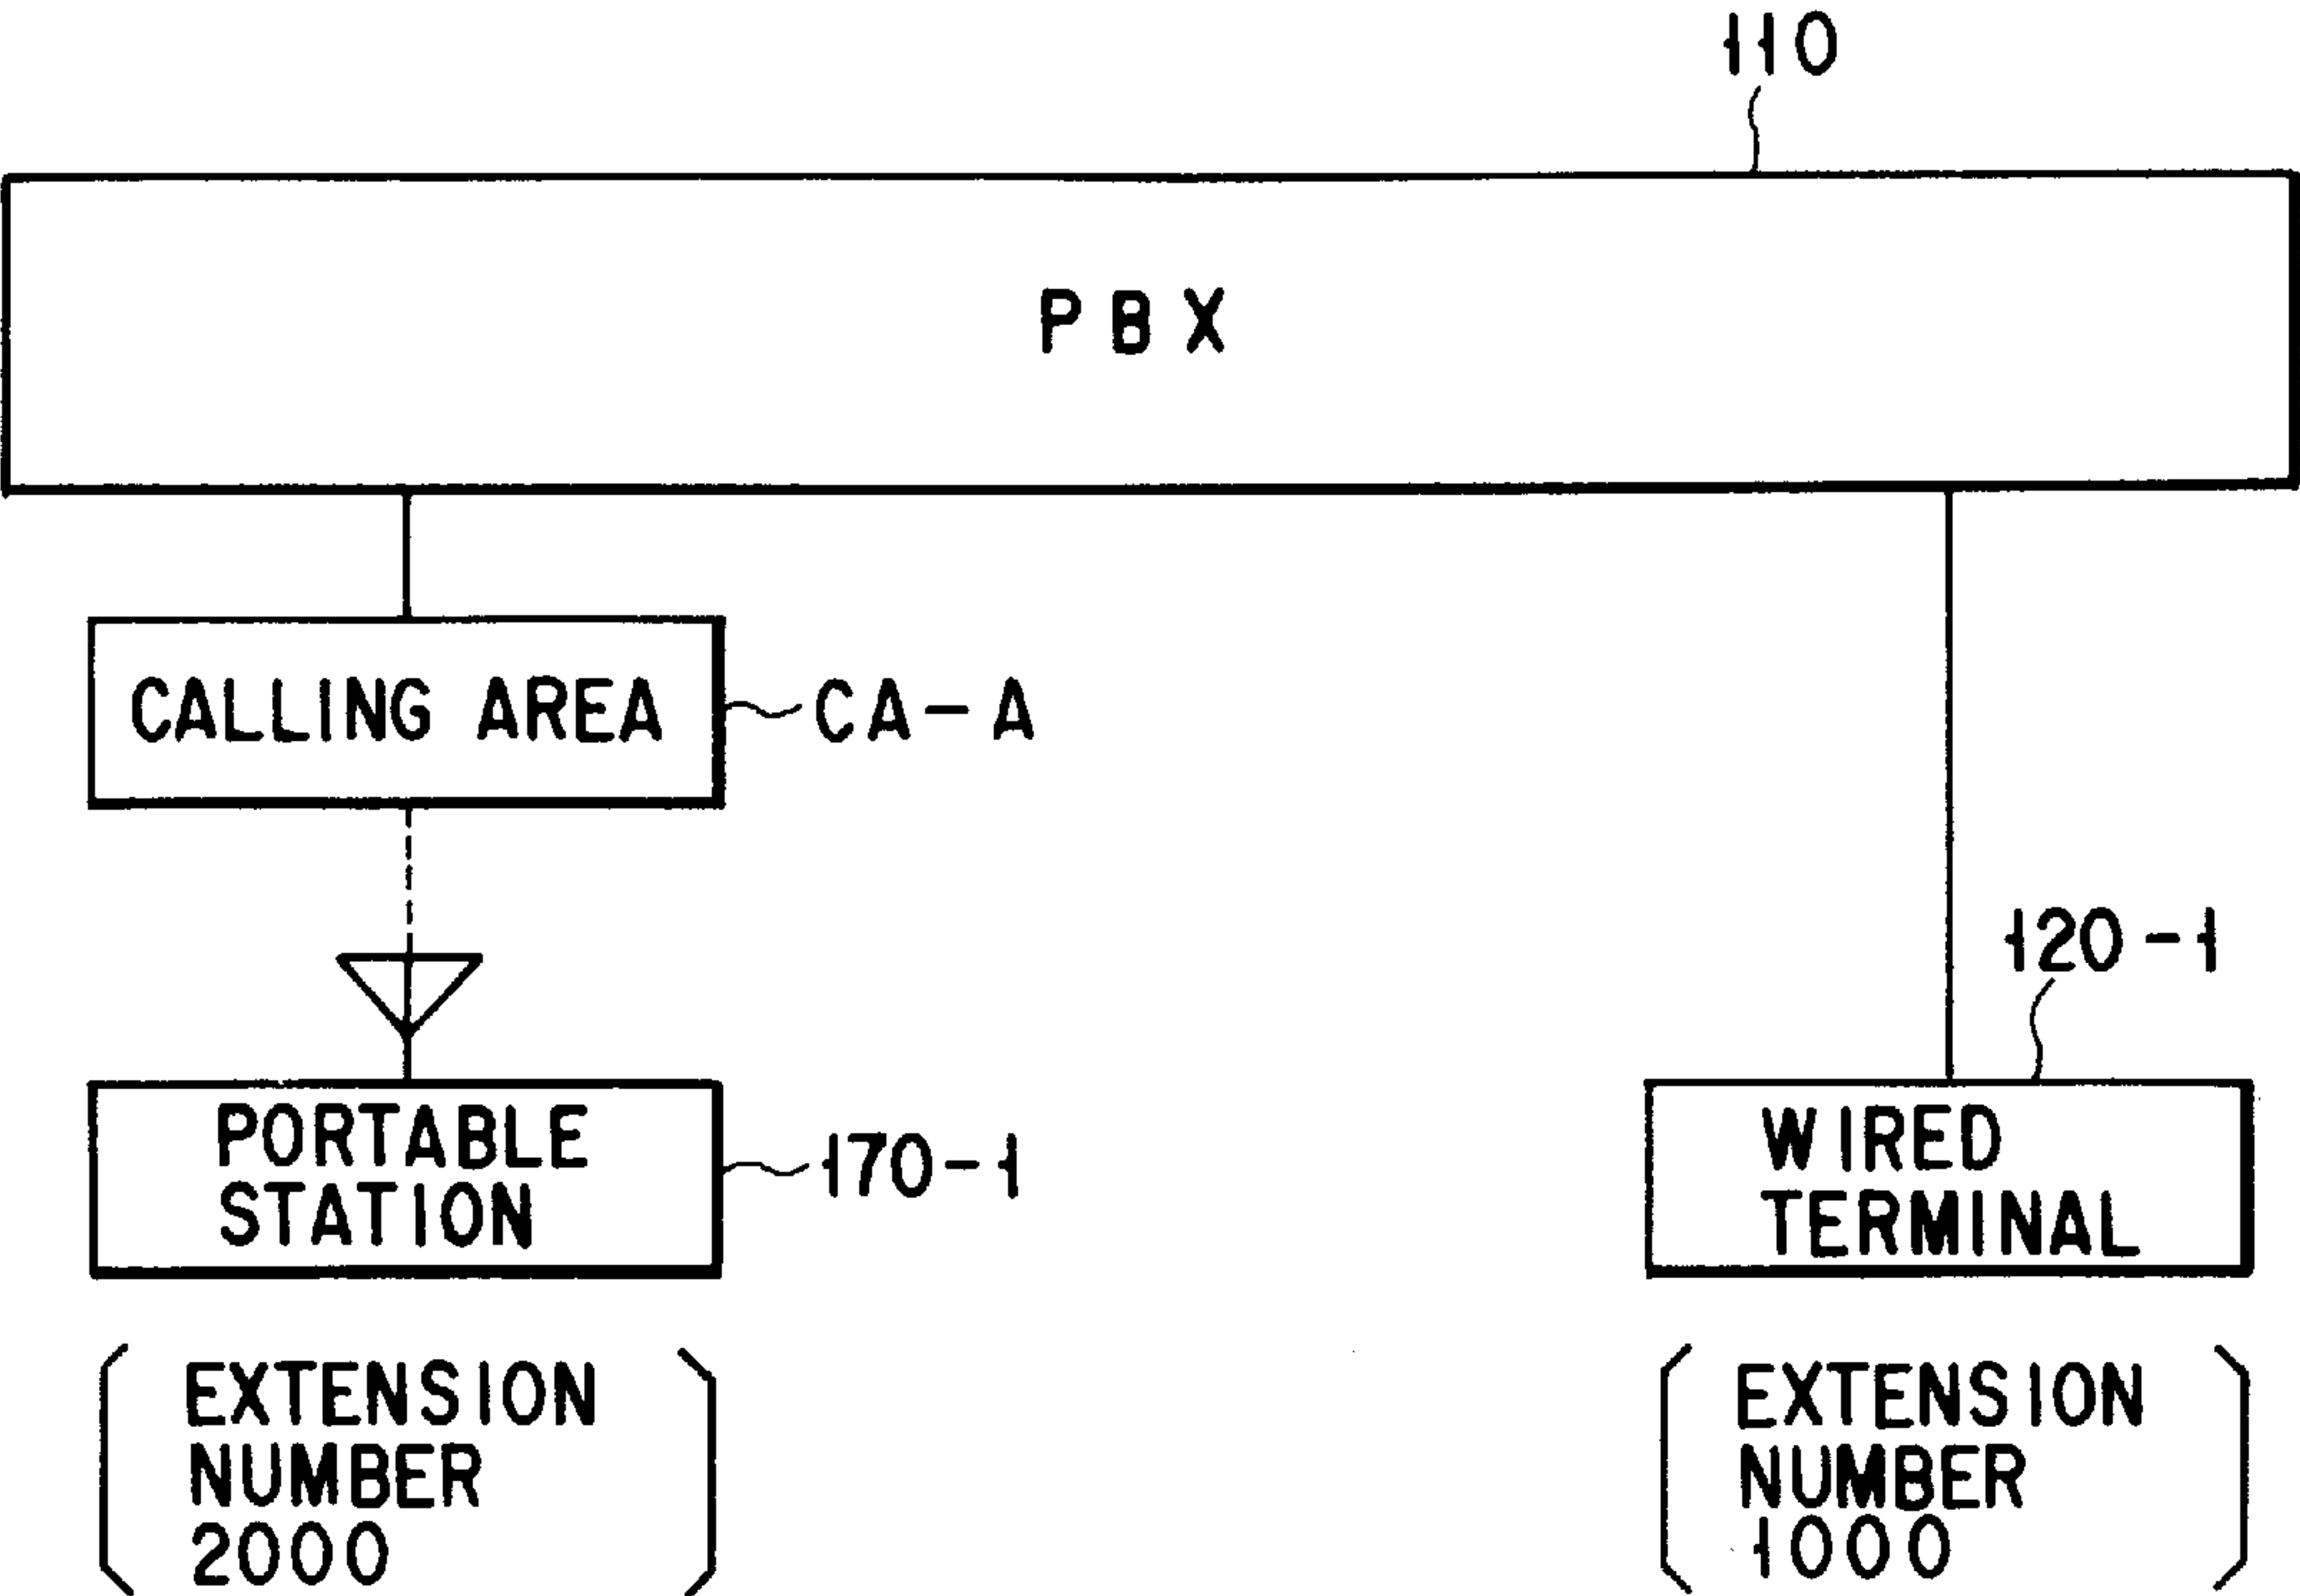 110
PBX
CALLING AREA
CA-A
120-1
PORTABLE
STATION
170-1
WIRED
TERMINAL
EXTENSION
NUMBER
2000
EXTENSION
NUMBER
1000